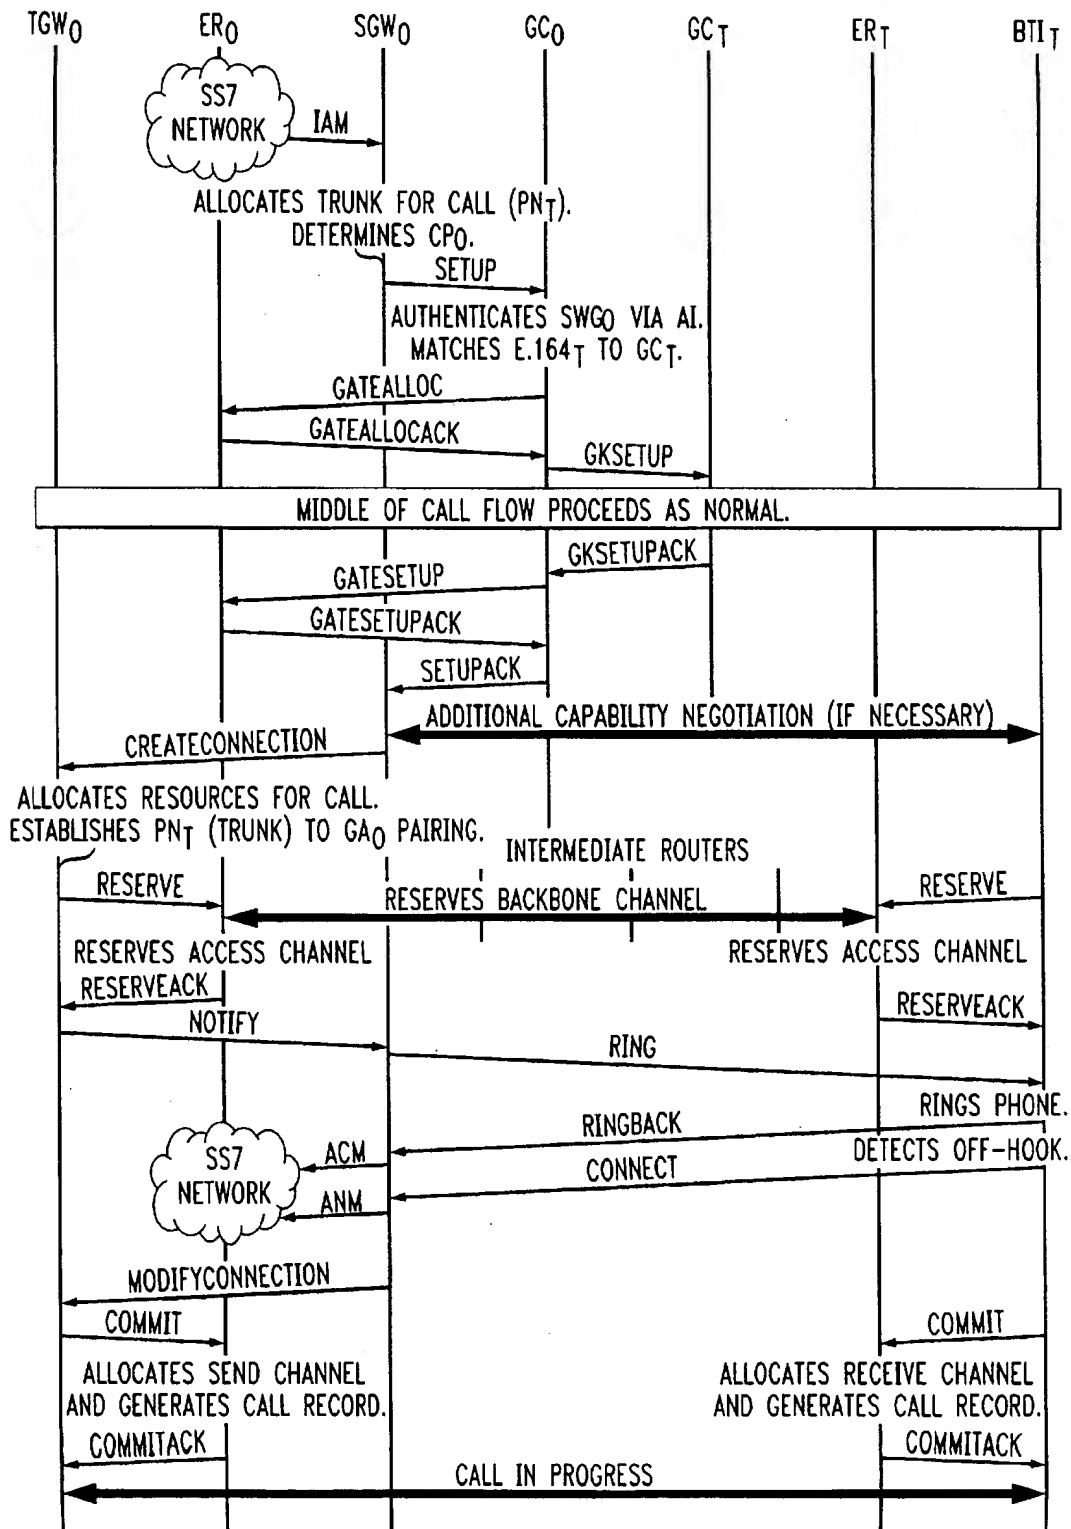 TGWO ERO SGWO GCO GCT ERT BTIT
SS7
NETWORK
IAM
ALLOCATES TRUNK FOR CALL (PNT).
DETERMINES CPO.
SETUP
AUTHENTICATES SWGO VIA AI.
MATCHES E.164T TO GCT.
GATEALLOC
GATEALLOCACK
GKSETUP
MIDDLE OF CALL FLOW PROCEEDS AS NORMAL.
GKSETUPACK
GATESETUP
GATESETUPACK
SETUPACK
ADDITIONAL CAPABILITY NEGOTIATION (IF NECESSARY)
CREATECONNECTION
ALLOCATES RESOURCES FOR CALL.
ESTABLISHES PNT (TRUNK) TO GAO PAIRING.
INTERMEDIATE ROUTERS
RESERVE
RESERVES BACKBONE CHANNEL
RESERVE
RESERVES ACCESS CHANNEL
RESERVES ACCESS CHANNEL
RESERVEACK
RESERVEACK
NOTIFY
RING
RINGS PHONE.
RINGBACK
DETECTS OFF-HOOK.
SS7
NETWORK
ACM
CONNECT
ANM
MODIFYCONNECTION
COMMIT
COMMIT
ALLOCATES SEND CHANNEL
AND GENERATES CALL RECORD.
ALLOCATES RECEIVE CHANNEL
AND GENERATES CALL RECORD.
COMMITACK
COMMITACK
CALL IN PROGRESS